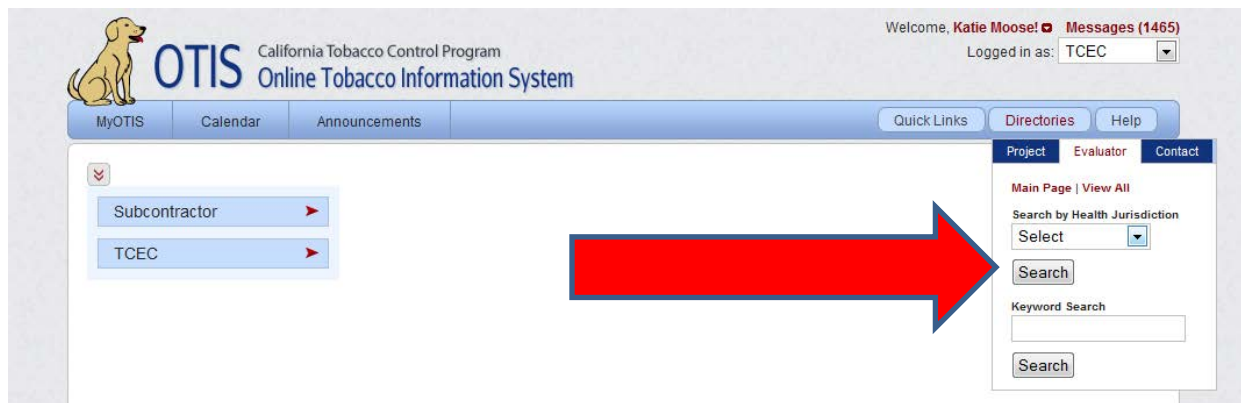 Welcome, Katie Moose! Messages (1465)
Logged in as: TCEC
OTIS California Tobacco Control Program
Online Tobacco Information System
MyOTIS Calendar Announcements Quick Links Directories Help
Project Evaluator Contact
Main Page | View All
Subcontractor
Search by Health Jurisdiction
Select
TCEC
Search
Keyword Search
Search